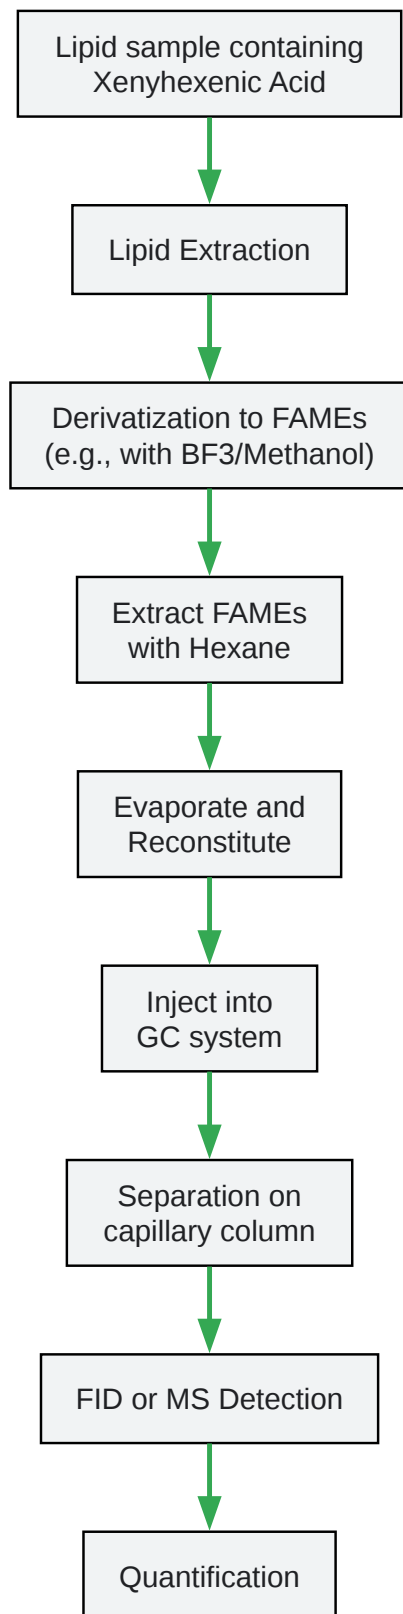 Lipid sample containing
Xenyhexenic Acid
Lipid Extraction
Derivatization to FAMEs
(e.g., with BF3/Methanol)
Extract FAMEs
with Hexane
Evaporate and
Reconstitute
Inject into
GC system
Separation on
capillary column
FID or MS Detection
Quantification